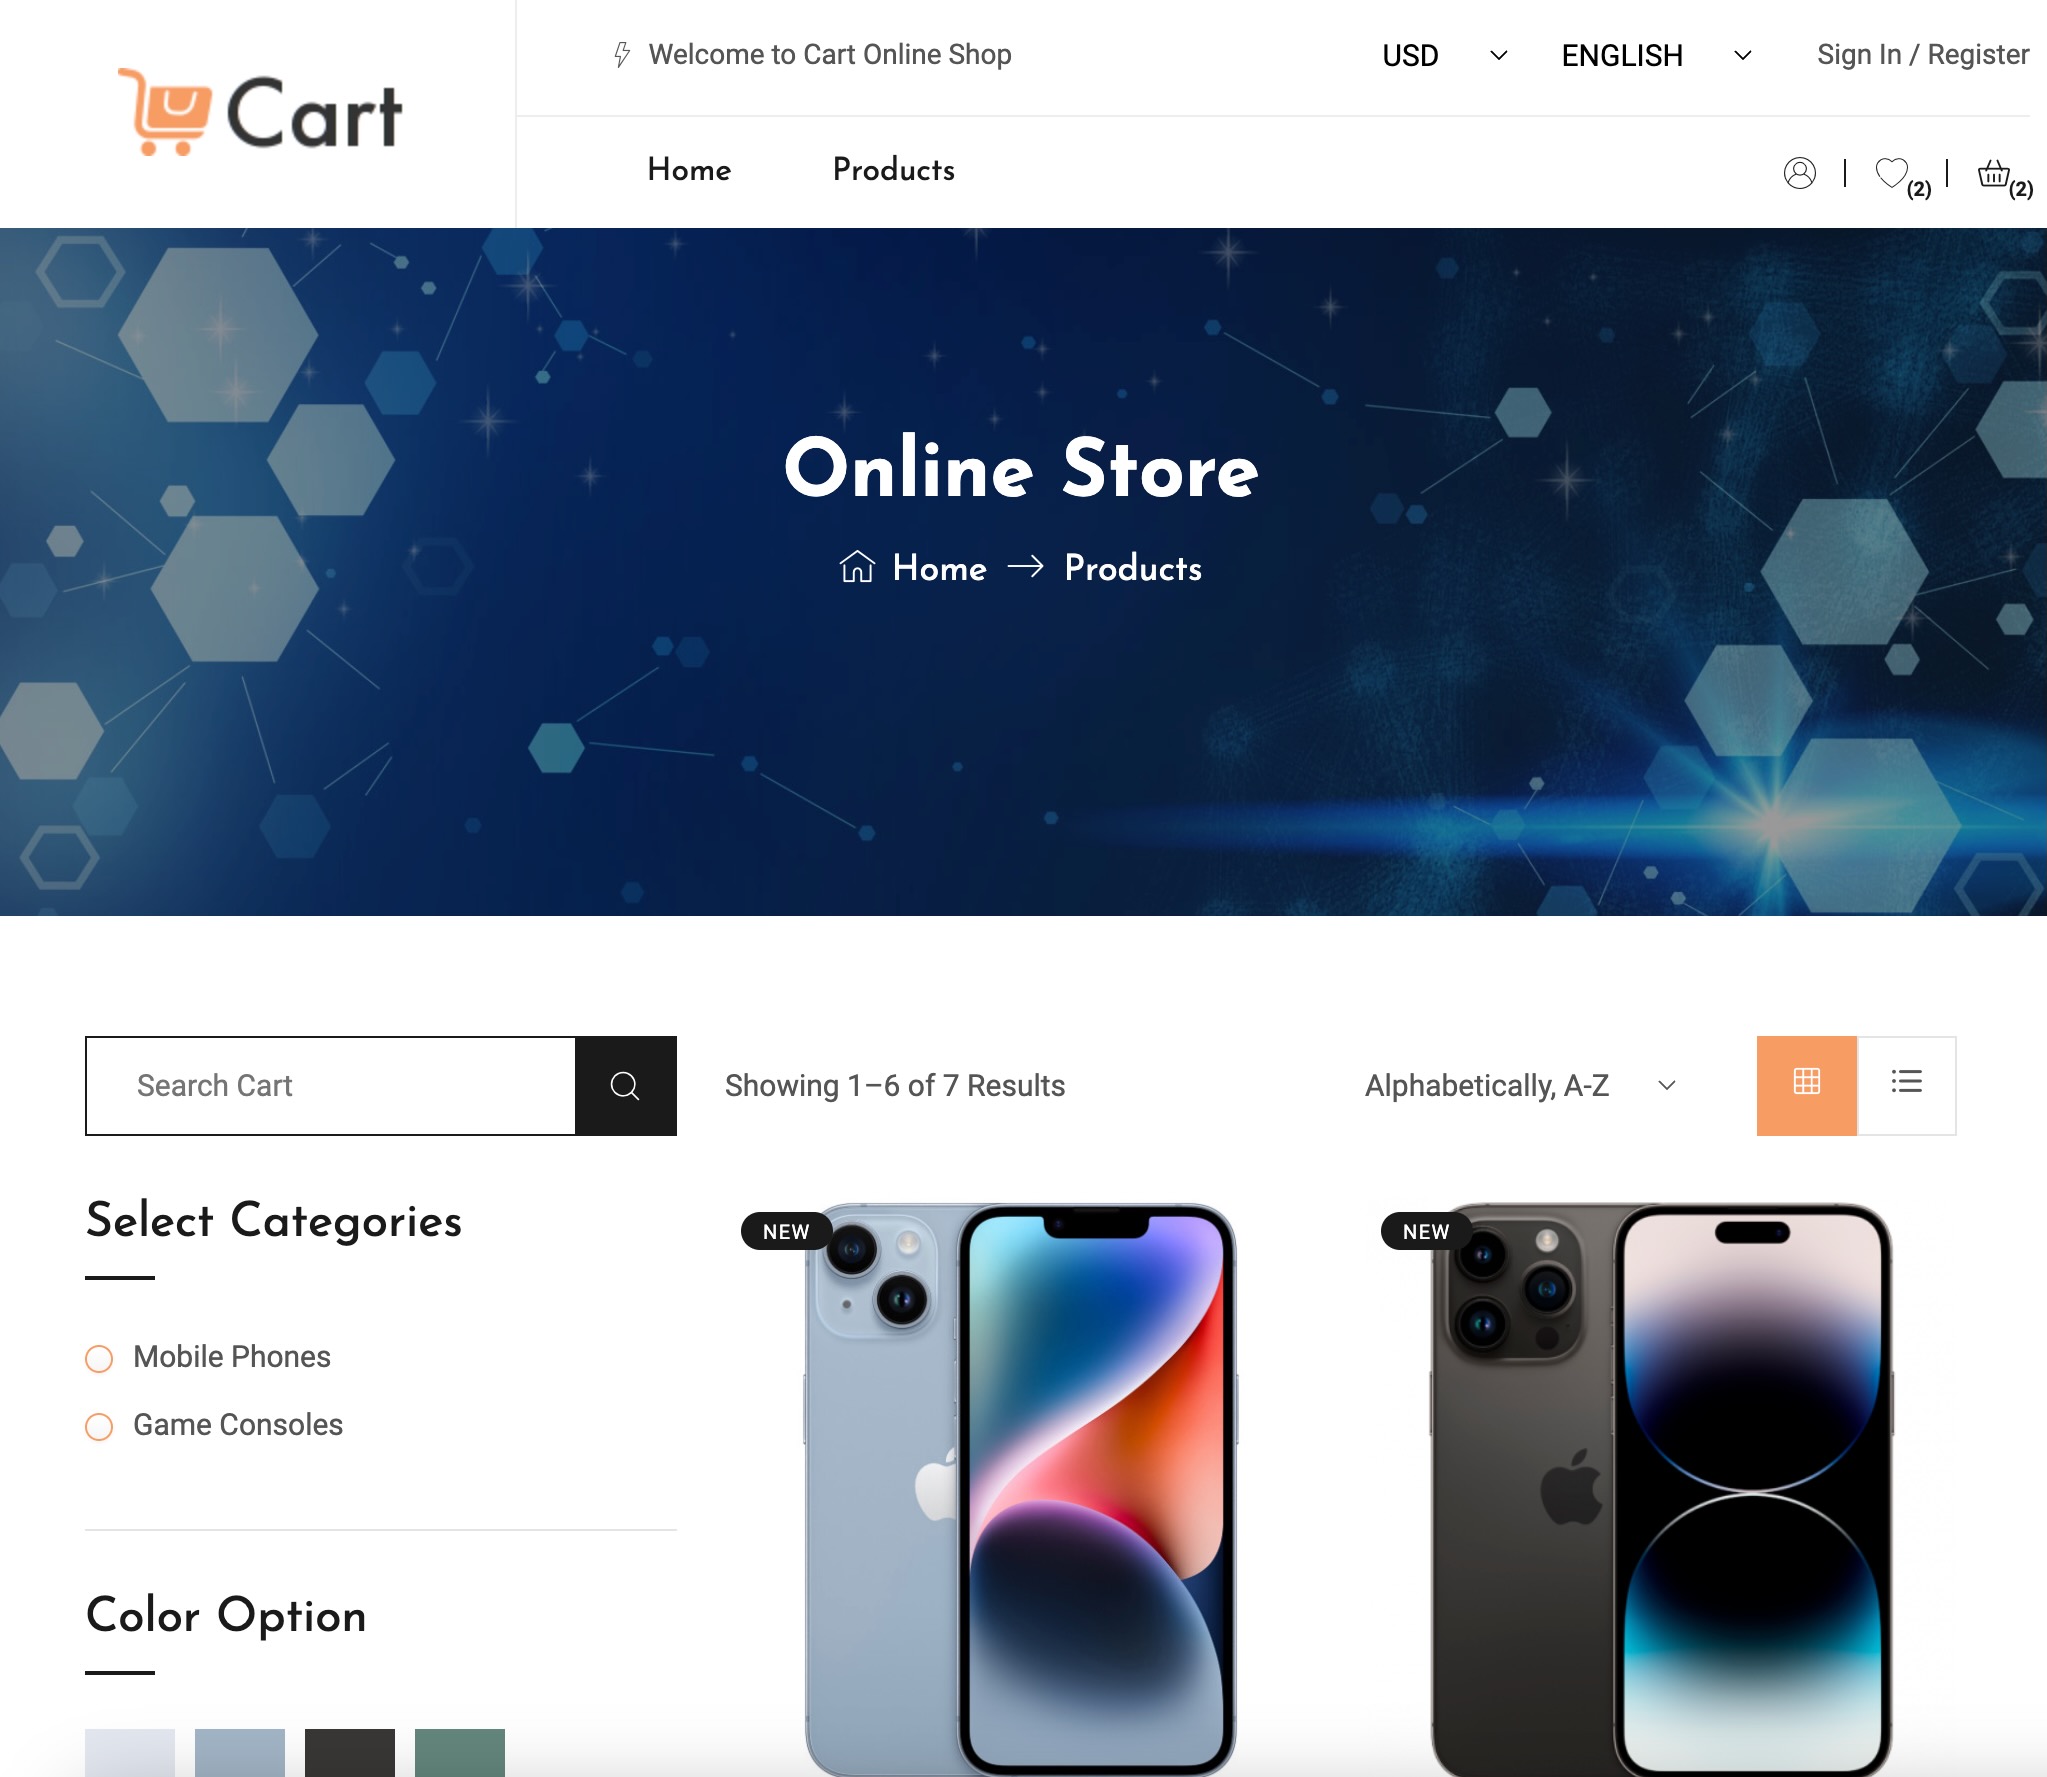 Cart
Welcome to Cart Online Shop
USD
ENGLISH
Sign In / Register
Home
Products
(2)
(2)
Online Store
Home
Products
Search Cart
Showing 1–6 of 7 Results
Alphabetically, A-Z
Select Categories
Mobile Phones
Game Consoles
Color Option
NEW
NEW